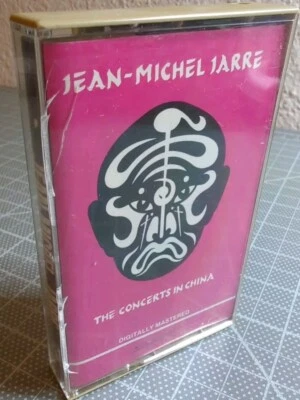 JEAN-MICHEL JARRE
THE CONCERTS IN CHINA
DIGITALLY MASTERED